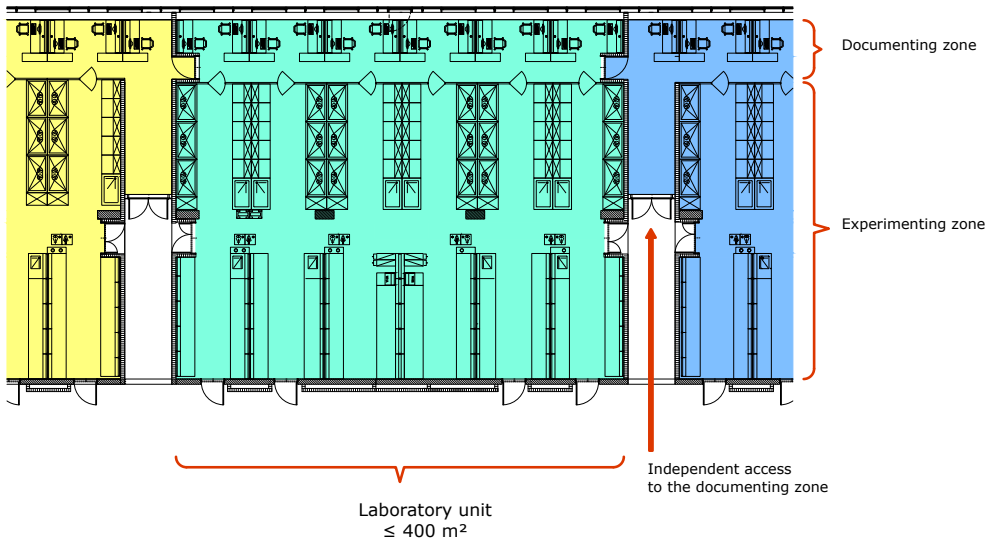 Documenting zone
Experimenting zone
Independent access
to the documenting zone
Laboratory unit
≤ 400 m²